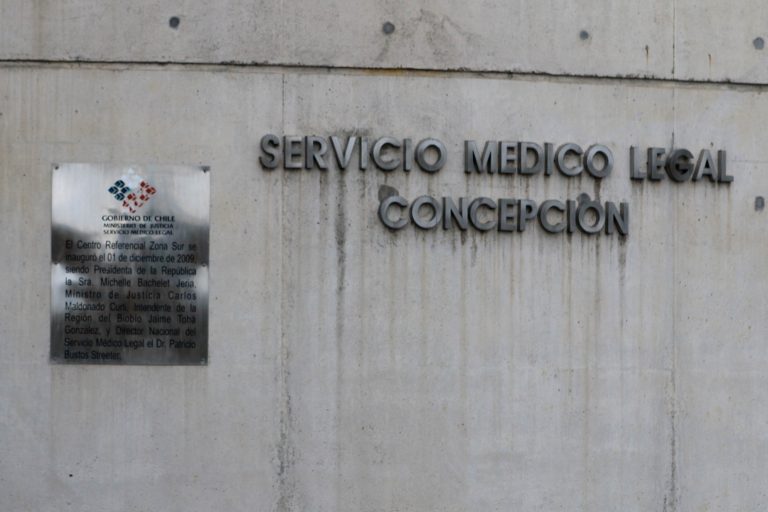 GOBIERNO DE CHILE
MINISTERIO DE JUSTICIA
SERVICIO MEDICO LEGAL
El Centro Referencial Zona Sur se
inauguró el 01 de diciembre de 2009,
siendo Presidenta de la República
la Sra. Michelle Bachelet Jeria,
Ministro de Justicia Carlos
Maldonado Curti, Intendente de la
Región del Biobío Jaime Tohá
González, y Director Nacional del
Servicio Médico Legal el Dr. Patricio
Bustos Streeter.
SERVICIO MEDICO LEGAL
CONCEPCIÓN